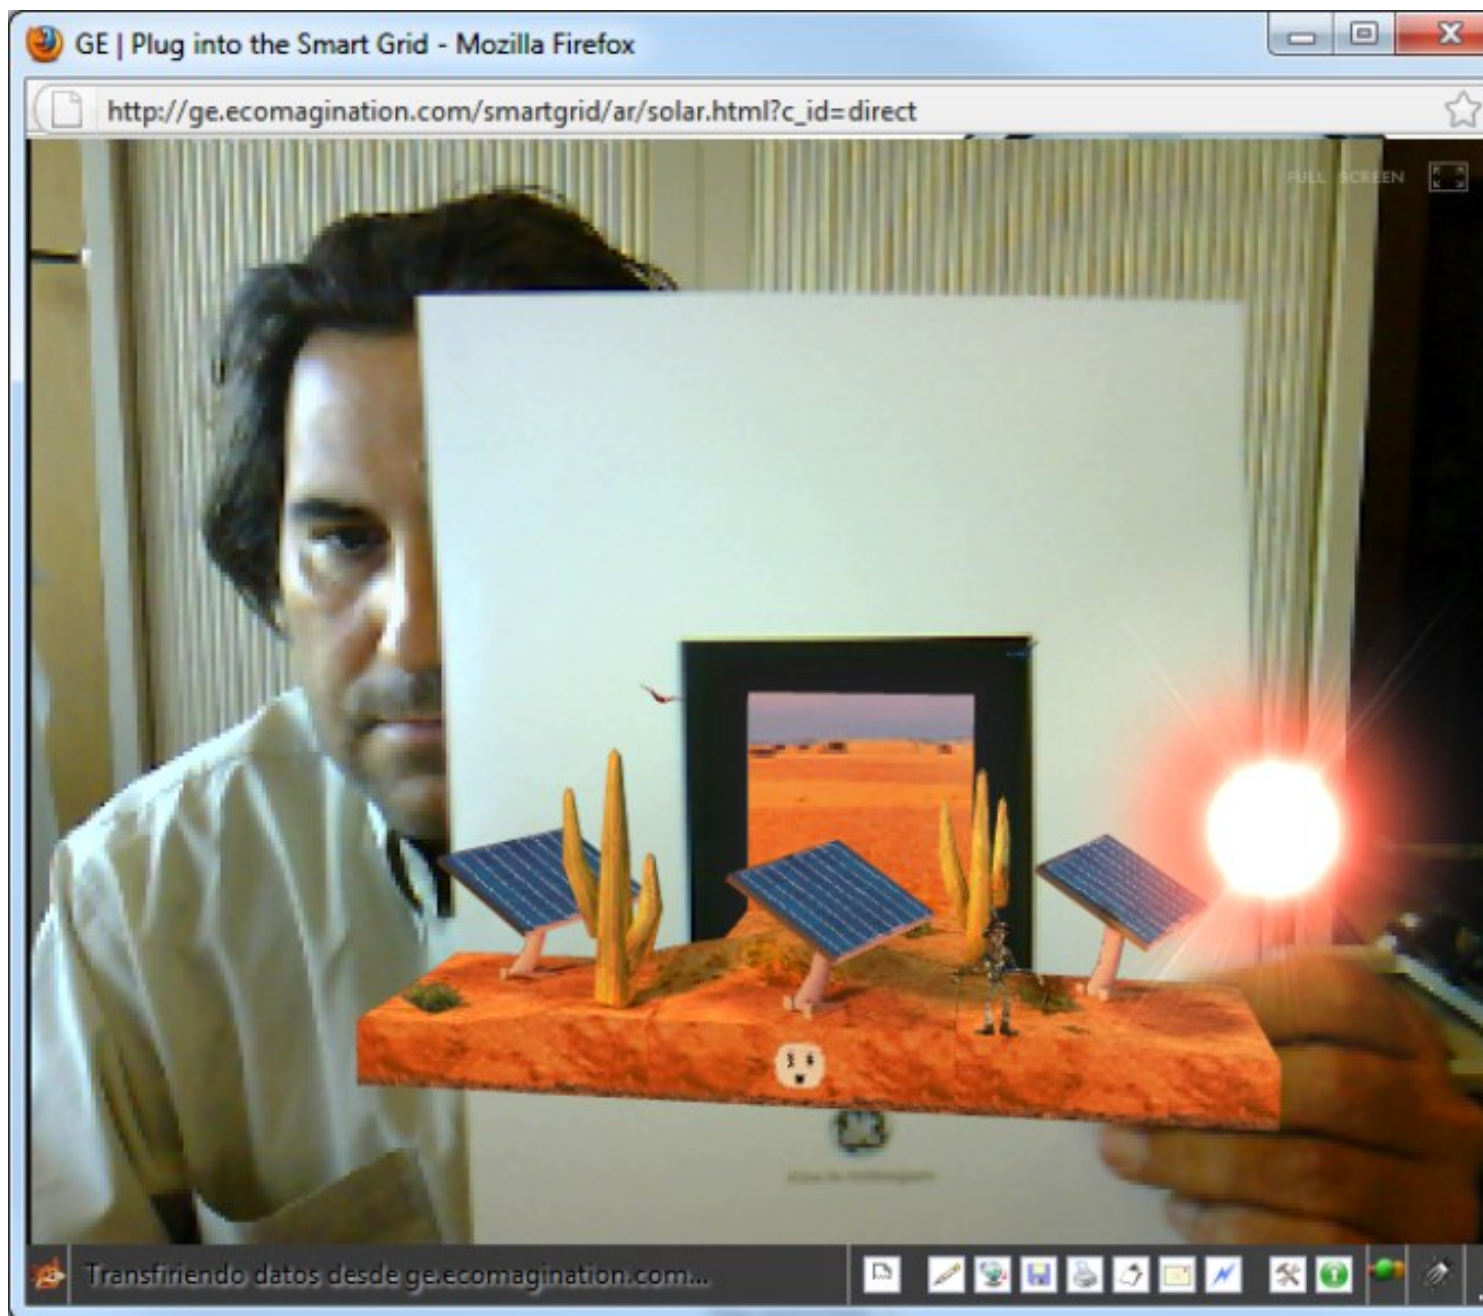 GE | Plug into the Smart Grid - Mozilla Firefox
http://ge.ecomagination.com/smartgrid/ar/solar.html?c_id=direct
FULL SCREEN
Transfiriendo datos desde ge.ecomagination.com...